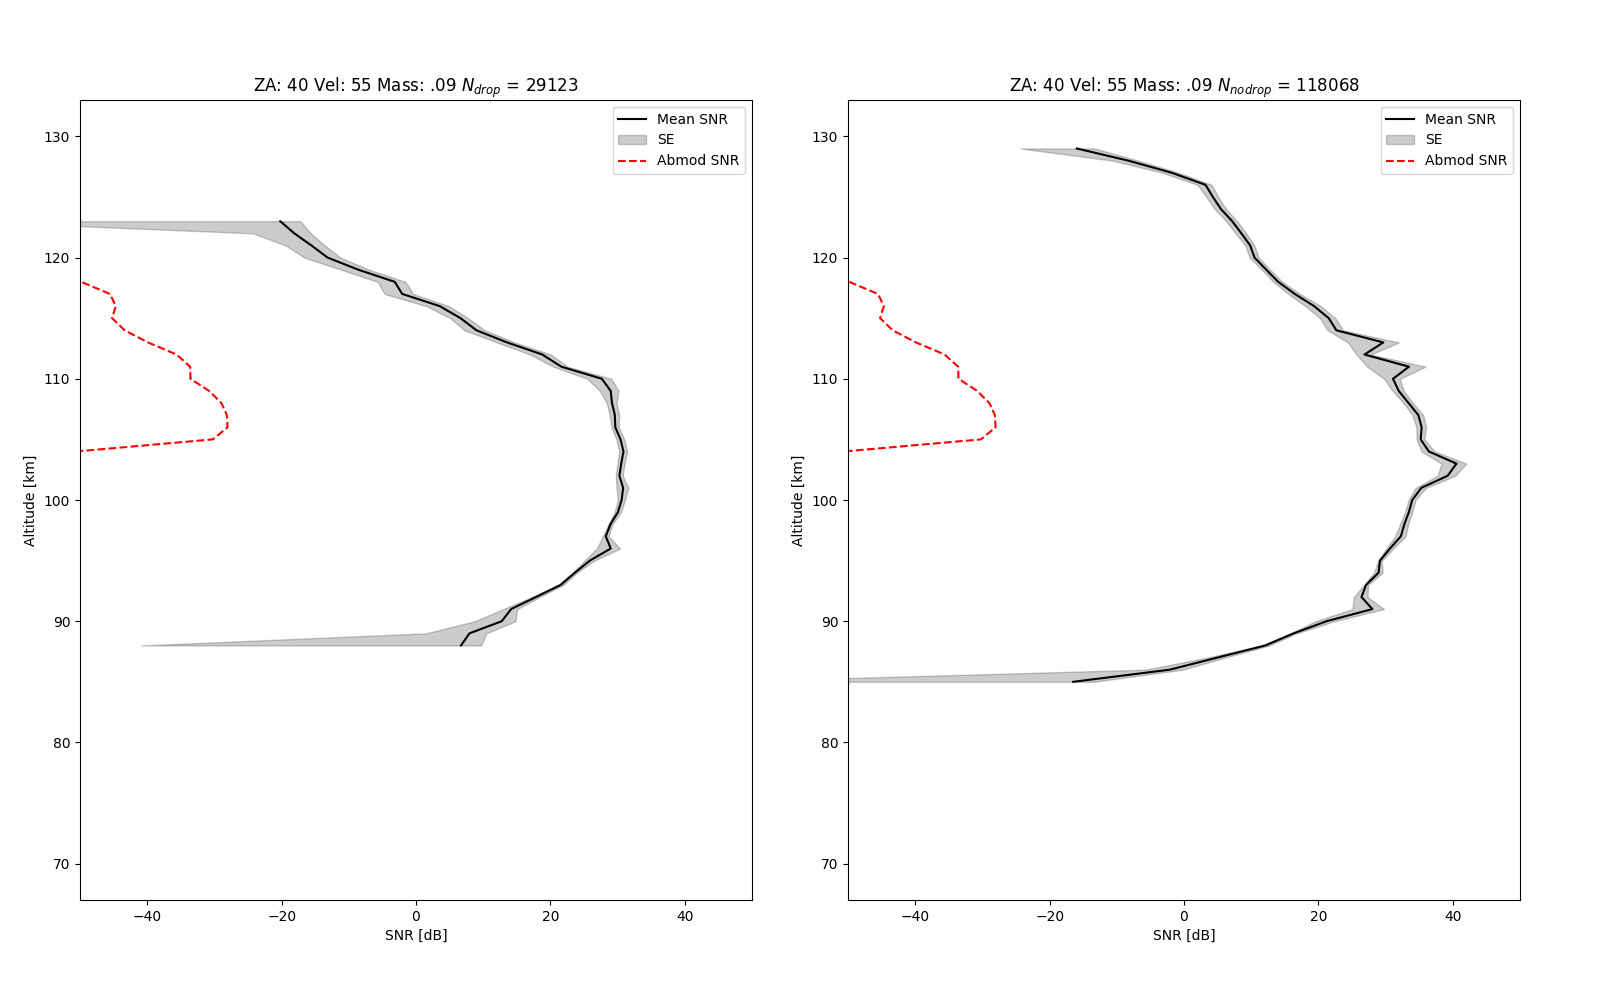 ZA: 40 Vel: 55 Mass: .09 N_drop = 29123
Mean SNR
SE
Abmod SNR
130
120
110
100
90
80
70
Altitude [km]
−40 −20 0 20 40
SNR [dB]
ZA: 40 Vel: 55 Mass: .09 N_nodrop = 118068
Mean SNR
SE
Abmod SNR
130
120
110
100
90
80
70
Altitude [km]
−40 −20 0 20 40
SNR [dB]